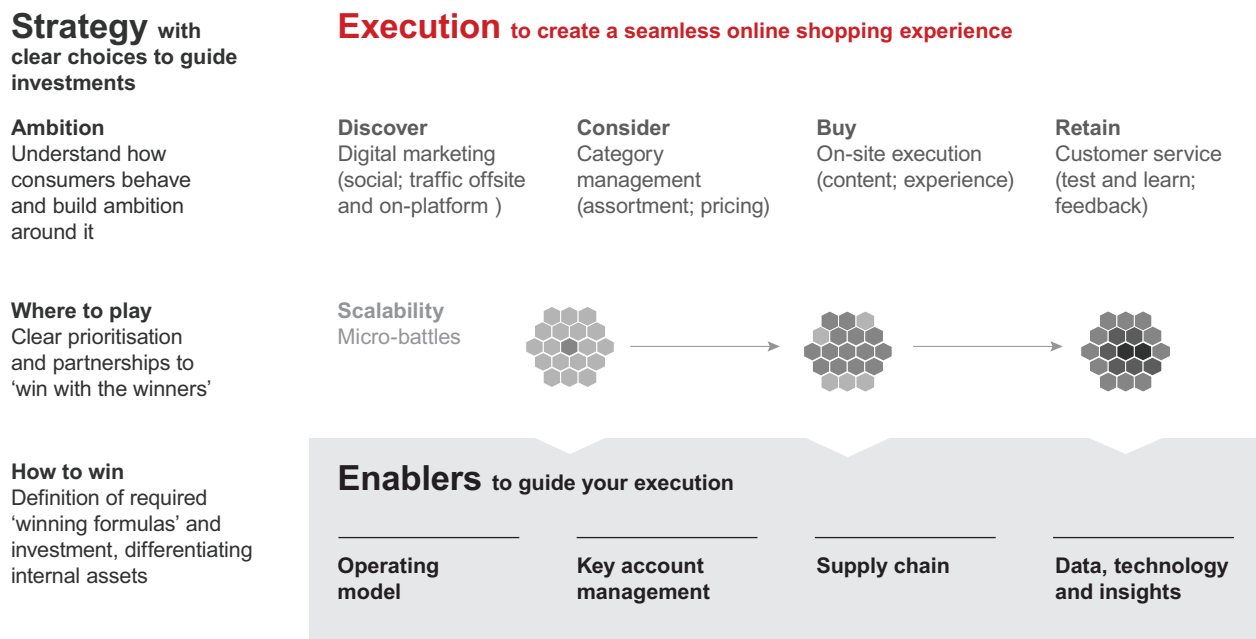 Strategy with
clear choices to guide
investments
Ambition
Understand how
consumers behave
and build ambition
around it
Where to play
Clear prioritisation
and partnerships to
‘win with the winners’
How to win
Definition of required
‘winning formulas’ and
investment, differentiating
internal assets
Execution to create a seamless online shopping experience
Discover
Digital marketing
(social; traffic offsite
and on-platform )
Consider
Category
management
(assortment; pricing)
Buy
On-site execution
(content; experience)
Retain
Customer service
(test and learn;
feedback)
Scalability
Micro-battles
Enablers to guide your execution
Operating
model
Key account
management
Supply chain
Data, technology
and insights